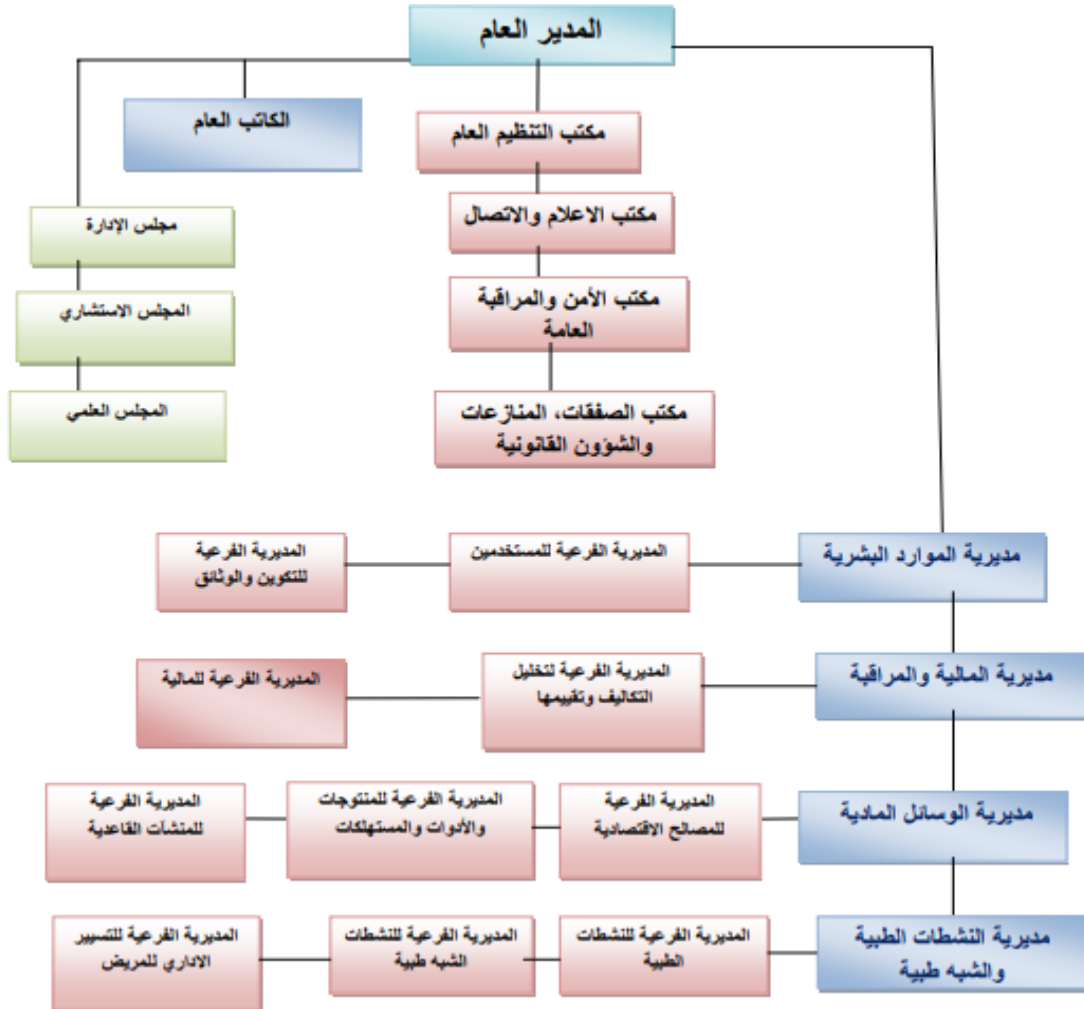 المدير العام
الكاتب العام
مكتب التنظيم العام
مجلس الإدارة
مكتب الاعلام والاتصال
المجلس الاستشاري
مكتب الأمن والمراقبة
العامة
المجلس العلمي
مكتب الصفقات، المنازعات
والشؤون القانونية
مديرية الموارد البشرية
المديرية الفرعية للمستخدمين
المديرية الفرعية
للتكوين والوثائق
مديرية المالية والمراقبة
المديرية الفرعية لتخليل
التكاليف وتقييمها
المديرية الفرعية للمالية
مديرية الوسائل المادية
المديرية الفرعية
للمصالح الاقتصادية
المديرية الفرعية للمنتوجات
والأدوات والمستهلكات
المديرية الفرعية
للمنشات القاعدية
مديرية النشطات الطبية
والشبه طبية
المديرية الفرعية للنشطات
الطبية
المديرية الفرعية للنشطات
الشبه طبية
المديرية الفرعية للتسيير
الاداري للمريض